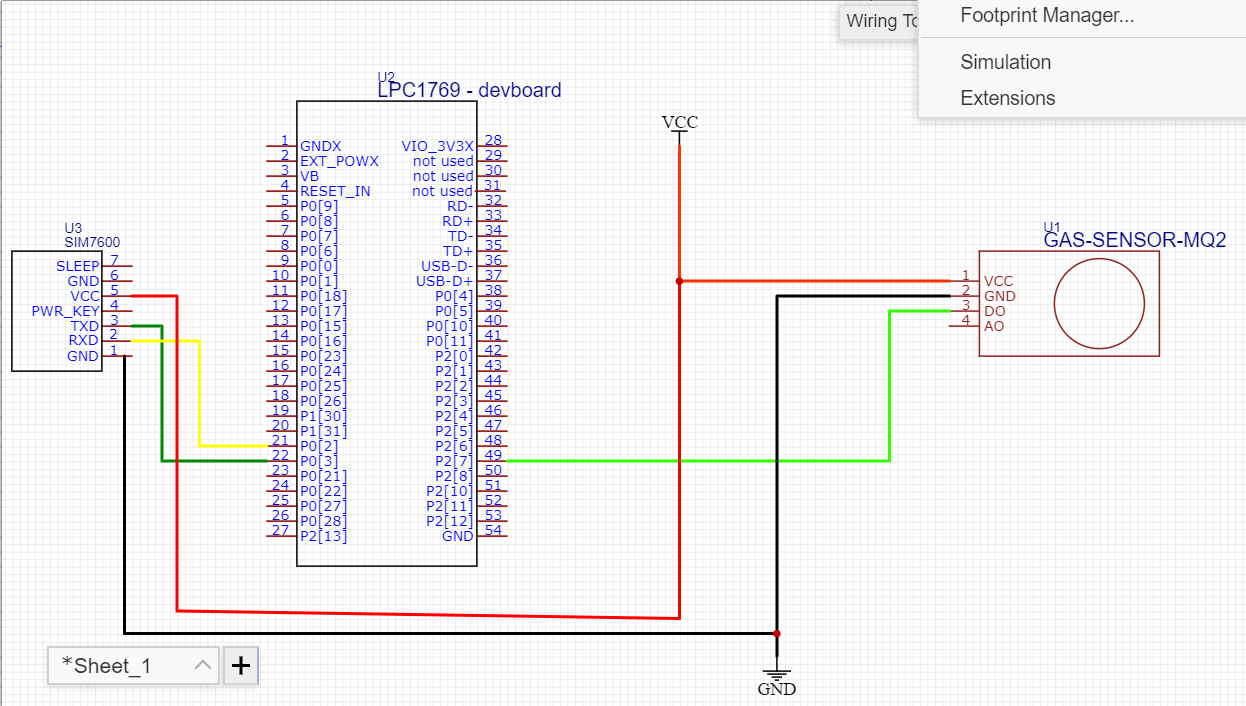 Wiring To
Footprint Manager...
Simulation
Extensions
U2
LPC1769 - devboard
VCC
1 GNDX VIO_3V3X 28
2 EXT_POWX not used 29
3 VB not used 30
4 RESET_IN not used 31
5 P0[9] RD- 32
6 P0[8] RD+ 33
7 P0[7] TD- 34
8 P0[6] TD+ 35
9 P0[0] USB-D- 36
10 P0[1] USB-D+ 37
11 P0[18] P0[4] 38
12 P0[17] P0[5] 39
13 P0[15] P0[10] 40
14 P0[16] P0[11] 41
15 P0[23] P2[0] 42
16 P0[24] P2[1] 43
17 P0[25] P2[2] 44
18 P0[26] P2[3] 45
19 P1[30] P2[4] 46
20 P1[31] P2[5] 47
21 P0[2] P2[6] 48
22 P0[3] P2[7] 49
23 P0[21] P2[8] 50
24 P0[22] P2[10] 51
25 P0[27] P2[11] 52
26 P0[28] P2[12] 53
27 P2[13] GND 54
U3
SIM7600
SLEEP 7
GND 6
VCC 5
PWR_KEY 4
TXD 3
RXD 2
GND 1
U1
GAS-SENSOR-MQ2
1 VCC
2 GND
3 DO
4 AO
*Sheet_1
GND